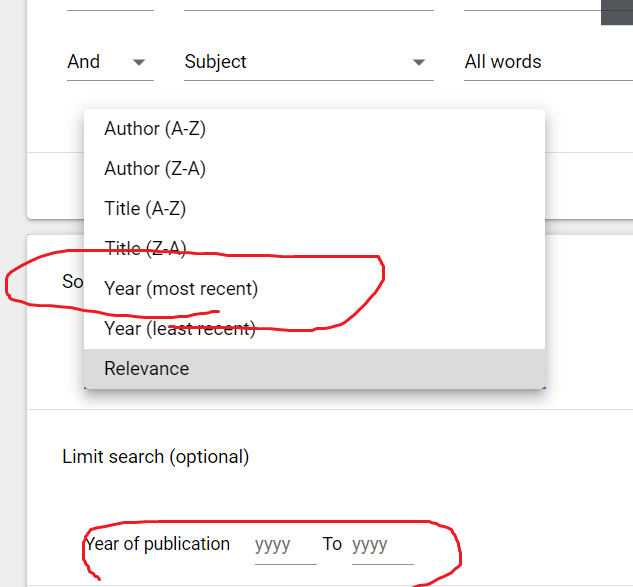 And Subject All words
Author (A-Z)
Author (Z-A)
Title (A-Z)
Title (Z-A)
So
Year (most recent)
Year (least recent)
Relevance
Limit search (optional)
Year of publication yyyy To yyyy